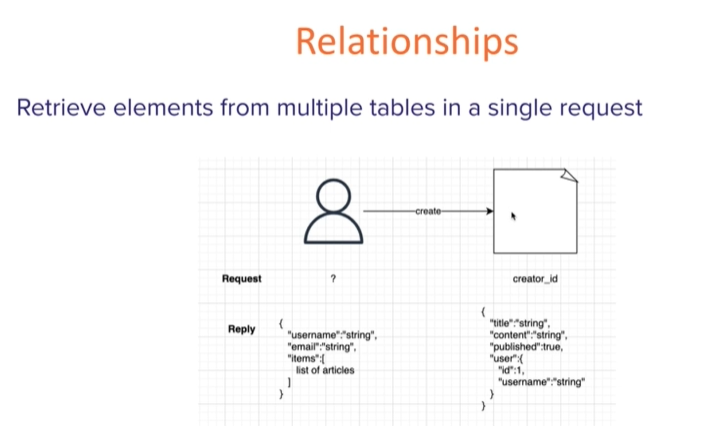 Relationships
Retrieve elements from multiple tables in a single request
create
Request
?
creator_id
Reply
{
"username":"string",
"email":"string",
"items":[
list of articles
]
}
{
"title":"string",
"content":"string",
"published":true,
"user":{
"id":1,
"username":"string"
}
}